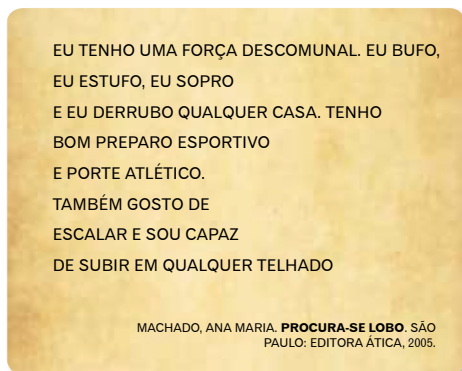 EU TENHO UMA FORÇA DESCOMUNAL. EU BUFO,
EU ESTUFO, EU SOPRO
E EU DERRUBO QUALQUER CASA. TENHO
BOM PREPARO ESPORTIVO
E PORTE ATLÉTICO.
TAMBÉM GOSTO DE
ESCALAR E SOU CAPAZ
DE SUBIR EM QUALQUER TELHADO
MACHADO, ANA MARIA. PROCURA-SE LOBO. SÃO
PAULO: EDITORA ÁTICA, 2005.